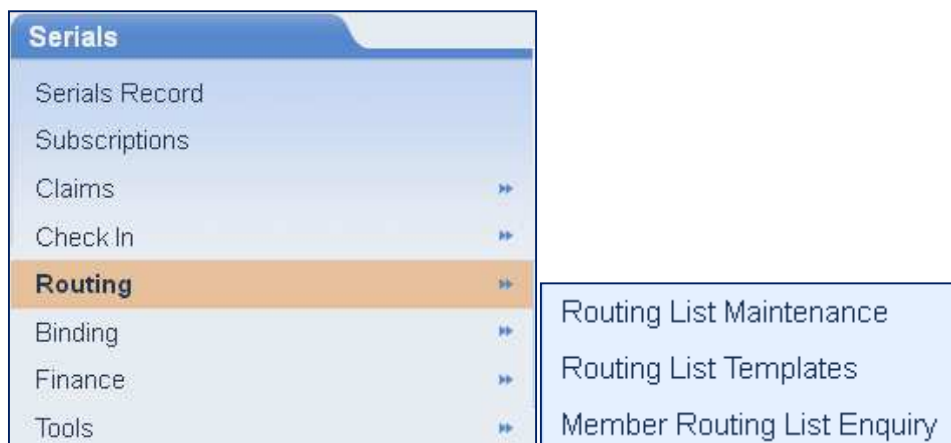 Serials
Serials Record
Subscriptions
Claims
Check In
Routing
Binding
Finance
Tools
Routing List Maintenance
Routing List Templates
Member Routing List Enquiry